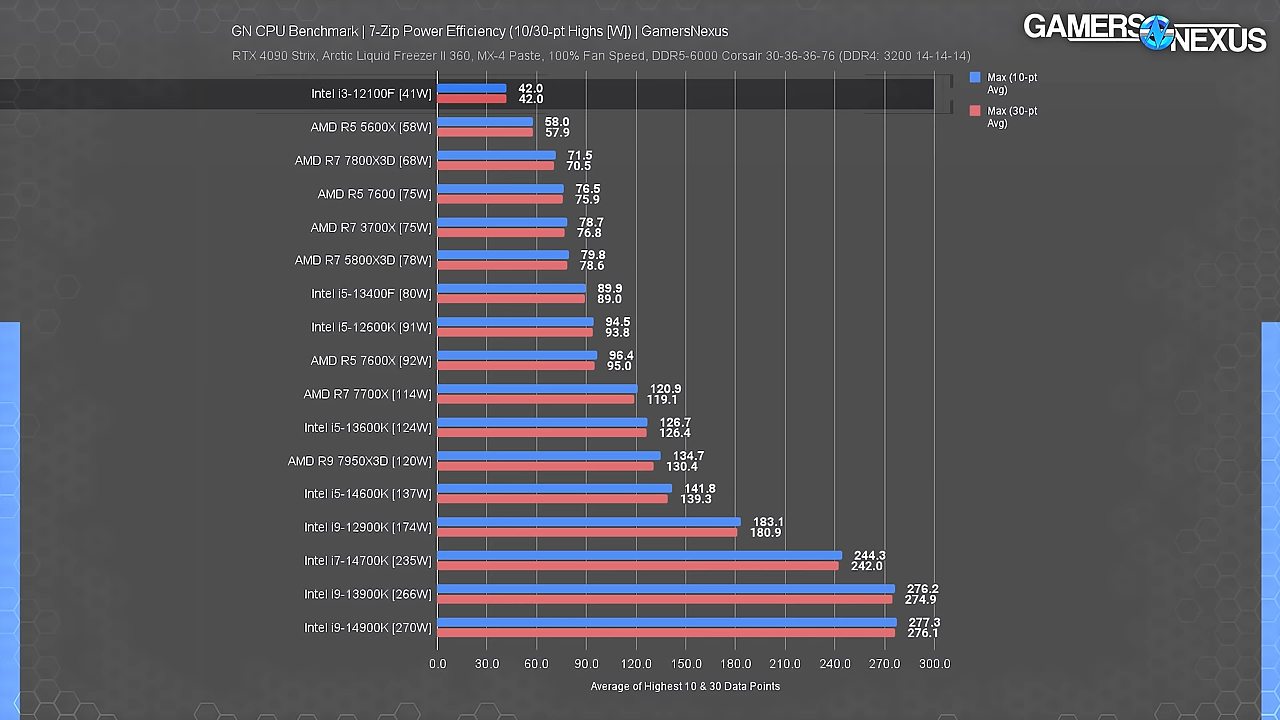 GN CPU Benchmark | 7-Zip Power Efficiency (10/30-pt Highs [W]) | GamersNexus
GAMERS NEXUS
RTX 4090 Strix, Arctic Liquid Freezer II 360, MX-4 Paste, 100% Fan Speed, DDR5-6000 Corsair 30-36-36-76 (DDR4: 3200 14-14-14)
Max (10-pt
Avg)
Max (30-pt
Avg)
Intel i3-12100F [41W]
42.0
42.0
AMD R5 5600X [58W]
58.0
57.9
AMD R7 7800X3D [68W]
71.5
70.5
AMD R5 7600 [75W]
76.5
75.9
AMD R7 3700X [75W]
78.7
76.8
AMD R7 5800X3D [78W]
79.8
78.6
Intel i5-13400F [80W]
89.9
89.0
Intel i5-12600K [91W]
94.5
93.8
AMD R5 7600X [92W]
96.4
95.0
AMD R7 7700X [114W]
120.9
119.1
Intel i5-13600K [124W]
126.7
126.4
AMD R9 7950X3D [120W]
134.7
130.4
Intel i5-14600K [137W]
141.8
139.3
Intel i9-12900K [174W]
183.1
180.9
Intel i7-14700K [235W]
244.3
242.0
Intel i9-13900K [266W]
276.2
274.9
Intel i9-14900K [270W]
277.3
276.1
0.0 30.0 60.0 90.0 120.0 150.0 180.0 210.0 240.0 270.0 300.0
Average of Highest 10 & 30 Data Points